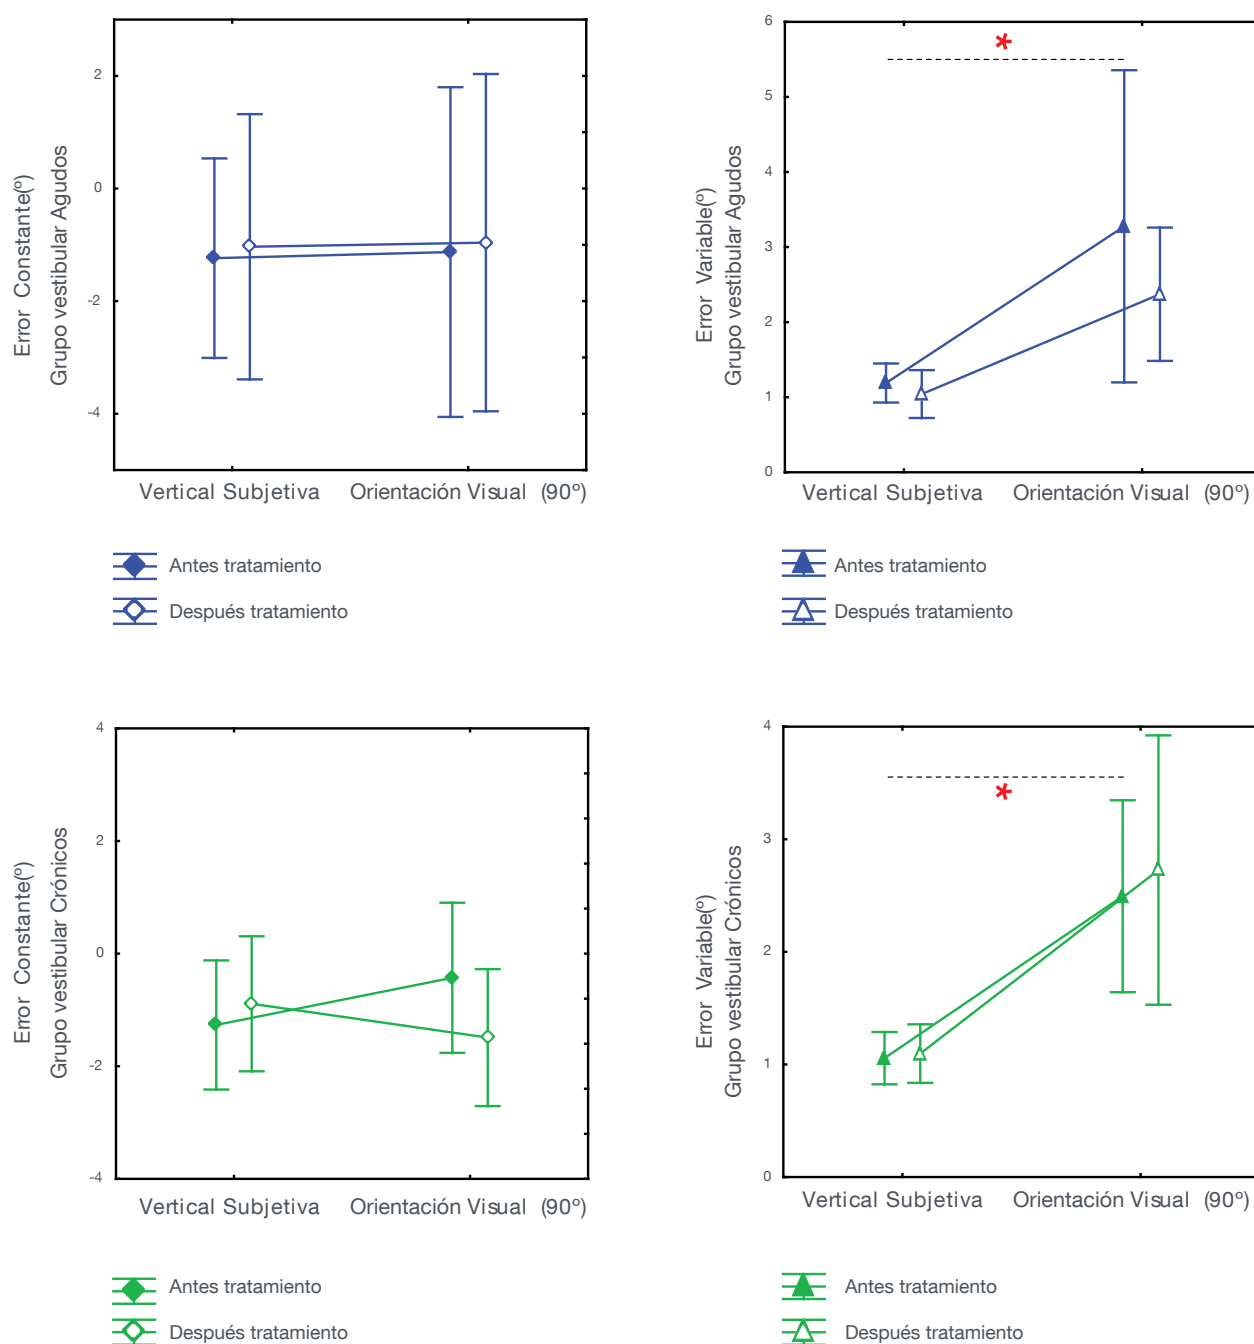 Error Constante(º)
Grupo vestibular Agudos
2
0
-2
-4
Vertical Subjetiva
Orientación Visual (90º)
Antes tratamiento
Después tratamiento
Error Variable(º)
Grupo vestibular Agudos
6
5
4
3
2
1
0
*
Vertical Subjetiva
Orientación Visual (90º)
Antes tratamiento
Después tratamiento
Error Constante(º)
Grupo vestibular Crónicos
4
2
0
-2
-4
Vertical Subjetiva
Orientación Visual (90º)
Antes tratamiento
Después tratamiento
Error Variable(º)
Grupo vestibular Crónicos
4
3
2
1
0
*
Vertical Subjetiva
Orientación Visual (90º)
Antes tratamiento
Después tratamiento